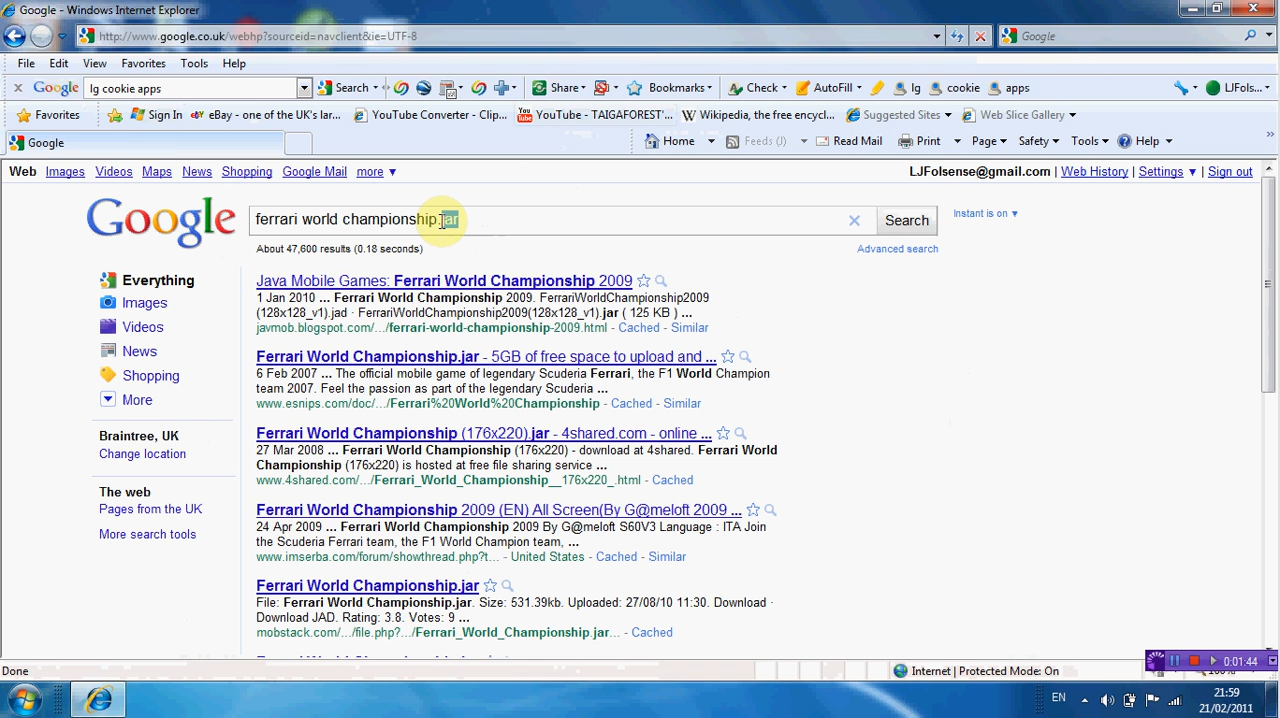 Google - Windows Internet Explorer
http://www.google.co.uk/webhp?sourceid=navclient&ie=UTF-8
Google
File Edit View Favorites Tools Help
Google lg cookie apps Search Share Bookmarks Check AutoFill lg cookie apps LJFols...
Favorites Sign In eBay - one of the UK's lar... YouTube Converter - Clip... YouTube - TAIGAFOREST'... Wikipedia, the free encycl... Suggested Sites Web Slice Gallery
Google Home Feeds (J) Read Mail Print Page Safety Tools Help
Web Images Videos Maps News Shopping Google Mail more LJFolsense@gmail.com | Web History | Settings | Sign out
Google ferrari world championship.jar Search Instant is on
About 47,600 results (0.18 seconds) Advanced search
Everything
Images
Videos
News
Shopping
More
Braintree, UK
Change location
The web
Pages from the UK
More search tools
Java Mobile Games: Ferrari World Championship 2009
1 Jan 2010 ... Ferrari World Championship 2009. FerrariWorldChampionship2009
(128x128_v1).jad · FerrariWorldChampionship2009(128x128_v1).jar ( 125 KB ) ...
javmob.blogspot.com/.../ferrari-world-championship-2009.html - Cached - Similar
Ferrari World Championship.jar - 5GB of free space to upload and ...
6 Feb 2007 ... The official mobile game of legendary Scuderia Ferrari, the F1 World Champion
team 2007. Feel the passion as part of the legendary Scuderia ...
www.esnips.com/doc/.../Ferrari%20World%20Championship - Cached - Similar
Ferrari World Championship (176x220).jar - 4shared.com - online ...
27 Mar 2008 ... Ferrari World Championship (176x220) - download at 4shared. Ferrari World
Championship (176x220) is hosted at free file sharing service ...
www.4shared.com/.../Ferrari_World_Championship__176x220_.html - Cached
Ferrari World Championship 2009 (EN) All Screen(By G@meloft 2009 ...
24 Apr 2009 ... Ferrari World Championship 2009 By G@meloft S60V3 Language : ITA Join
the Scuderia Ferrari team, the F1 World Champion team, ...
www.imserba.com/forum/showthread.php?t... - United States - Cached - Similar
Ferrari World Championship.jar
File: Ferrari World Championship.jar. Size: 531.39kb. Uploaded: 27/08/10 11:30. Download ·
Download JAD. Rating: 3.8. Votes: 9 ...
mobstack.com/.../file.php?.../Ferrari_World_Championship.jar... - Cached
Done Internet | Protected Mode: On 0:01:44
EN 21:59
21/02/2011